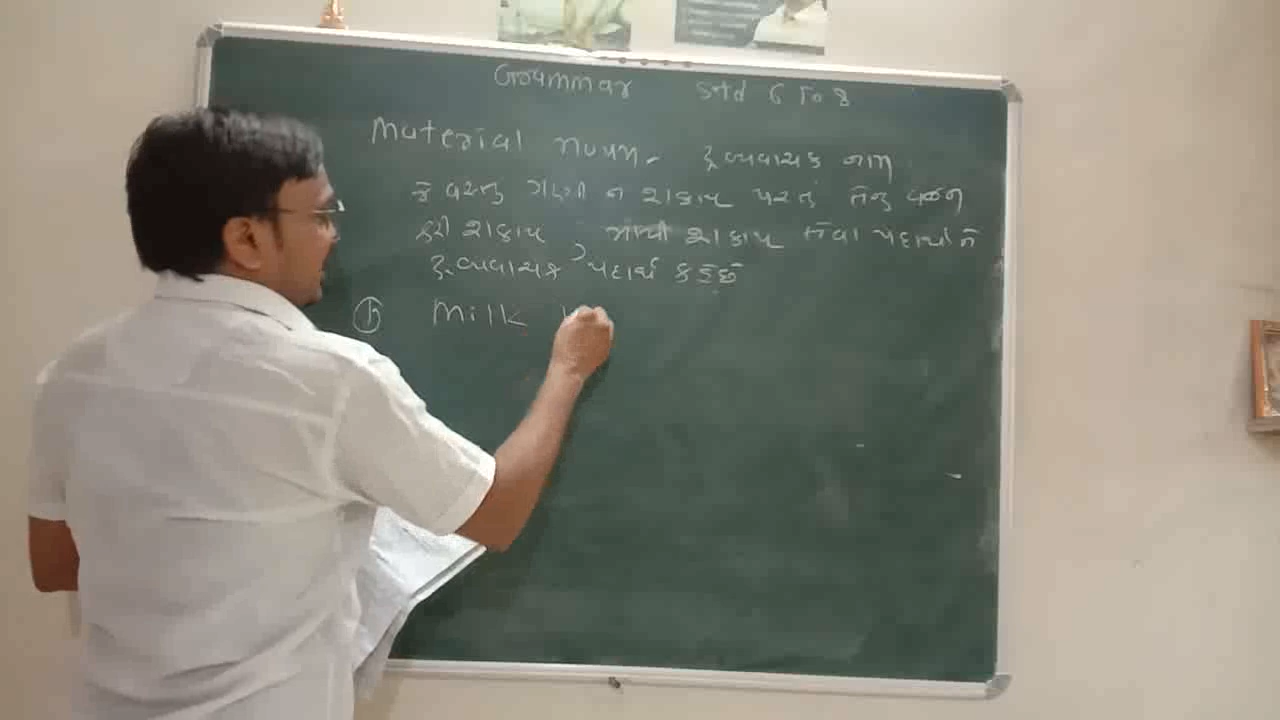 Grammar Std 6 To 8
Material noun. દ્રવ્યવાચક નામ
જે વસ્તુ ગણી ન શકાય પરંતુ તેનુ વજન
કરી શકાય, માપી શકાય તેવા પદાર્થો ને
દ્રવ્યવાચક પદાર્થ કહે છે
① Milk